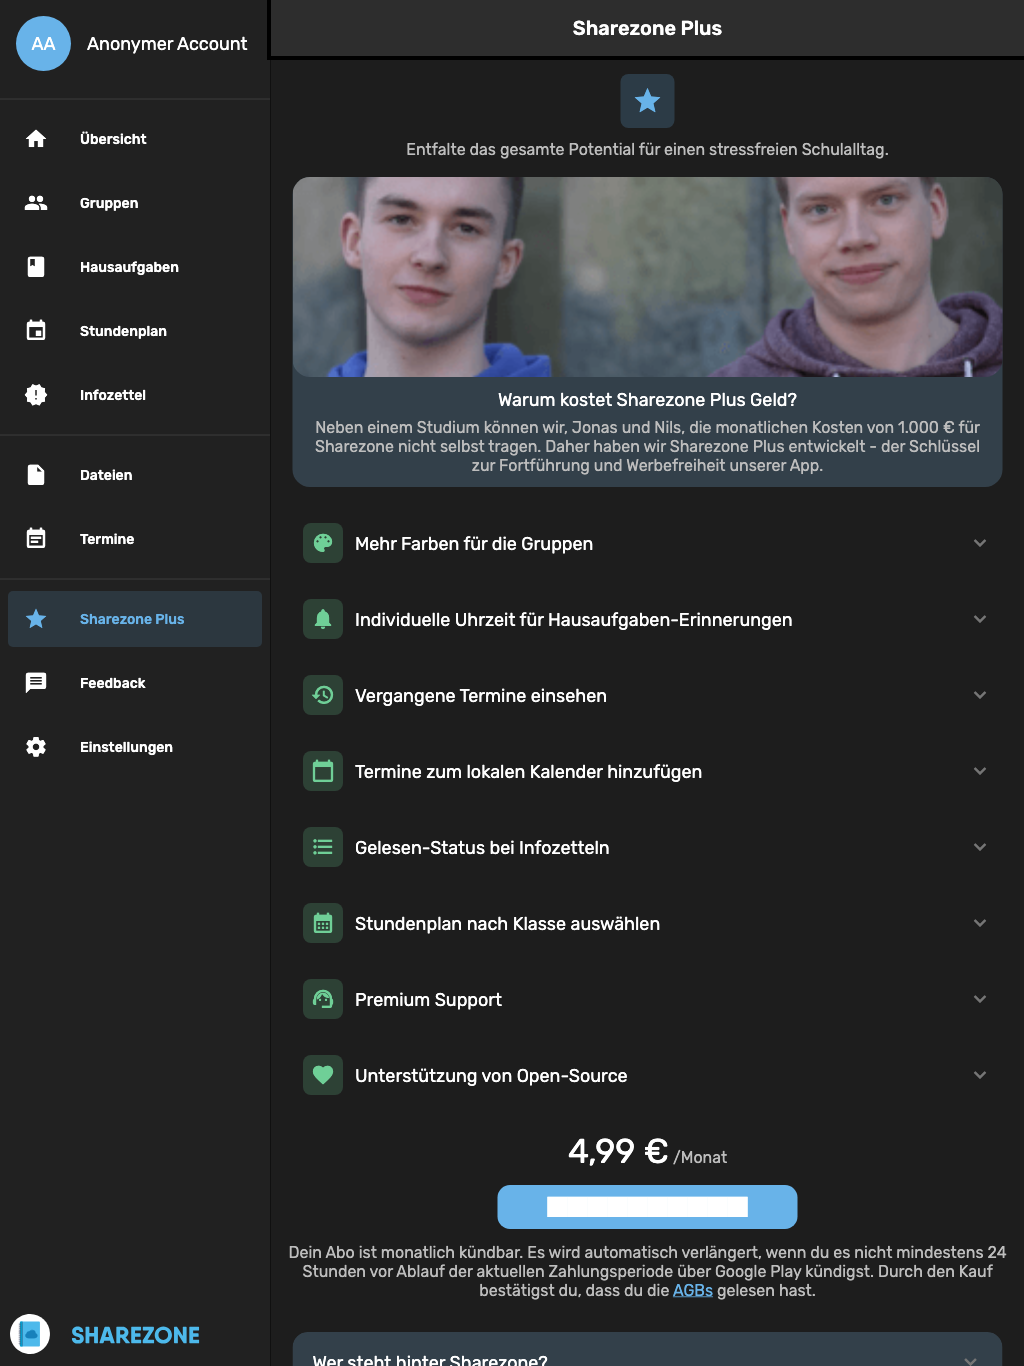 AA
Anonymer Account
Übersicht
Gruppen
Hausaufgaben
Stundenplan
Infozettel
Dateien
Termine
Sharezone Plus
Feedback
Einstellungen
SHAREZONE
Sharezone Plus
Entfalte das gesamte Potential für einen stressfreien Schulalltag.
Warum kostet Sharezone Plus Geld?
Neben einem Studium können wir, Jonas und Nils, die monatlichen Kosten von 1.000 € für
Sharezone nicht selbst tragen. Daher haben wir Sharezone Plus entwickelt - der Schlüssel
zur Fortführung und Werbefreiheit unserer App.
Mehr Farben für die Gruppen
Individuelle Uhrzeit für Hausaufgaben-Erinnerungen
Vergangene Termine einsehen
Termine zum lokalen Kalender hinzufügen
Gelesen-Status bei Infozetteln
Stundenplan nach Klasse auswählen
Premium Support
Unterstützung von Open-Source
4,99 € /Monat
Dein Abo ist monatlich kündbar. Es wird automatisch verlängert, wenn du es nicht mindestens 24
Stunden vor Ablauf der aktuellen Zahlungsperiode über Google Play kündigst. Durch den Kauf
bestätigst du, dass du die AGBs gelesen hast.
Wer steht hinter Sharezone?